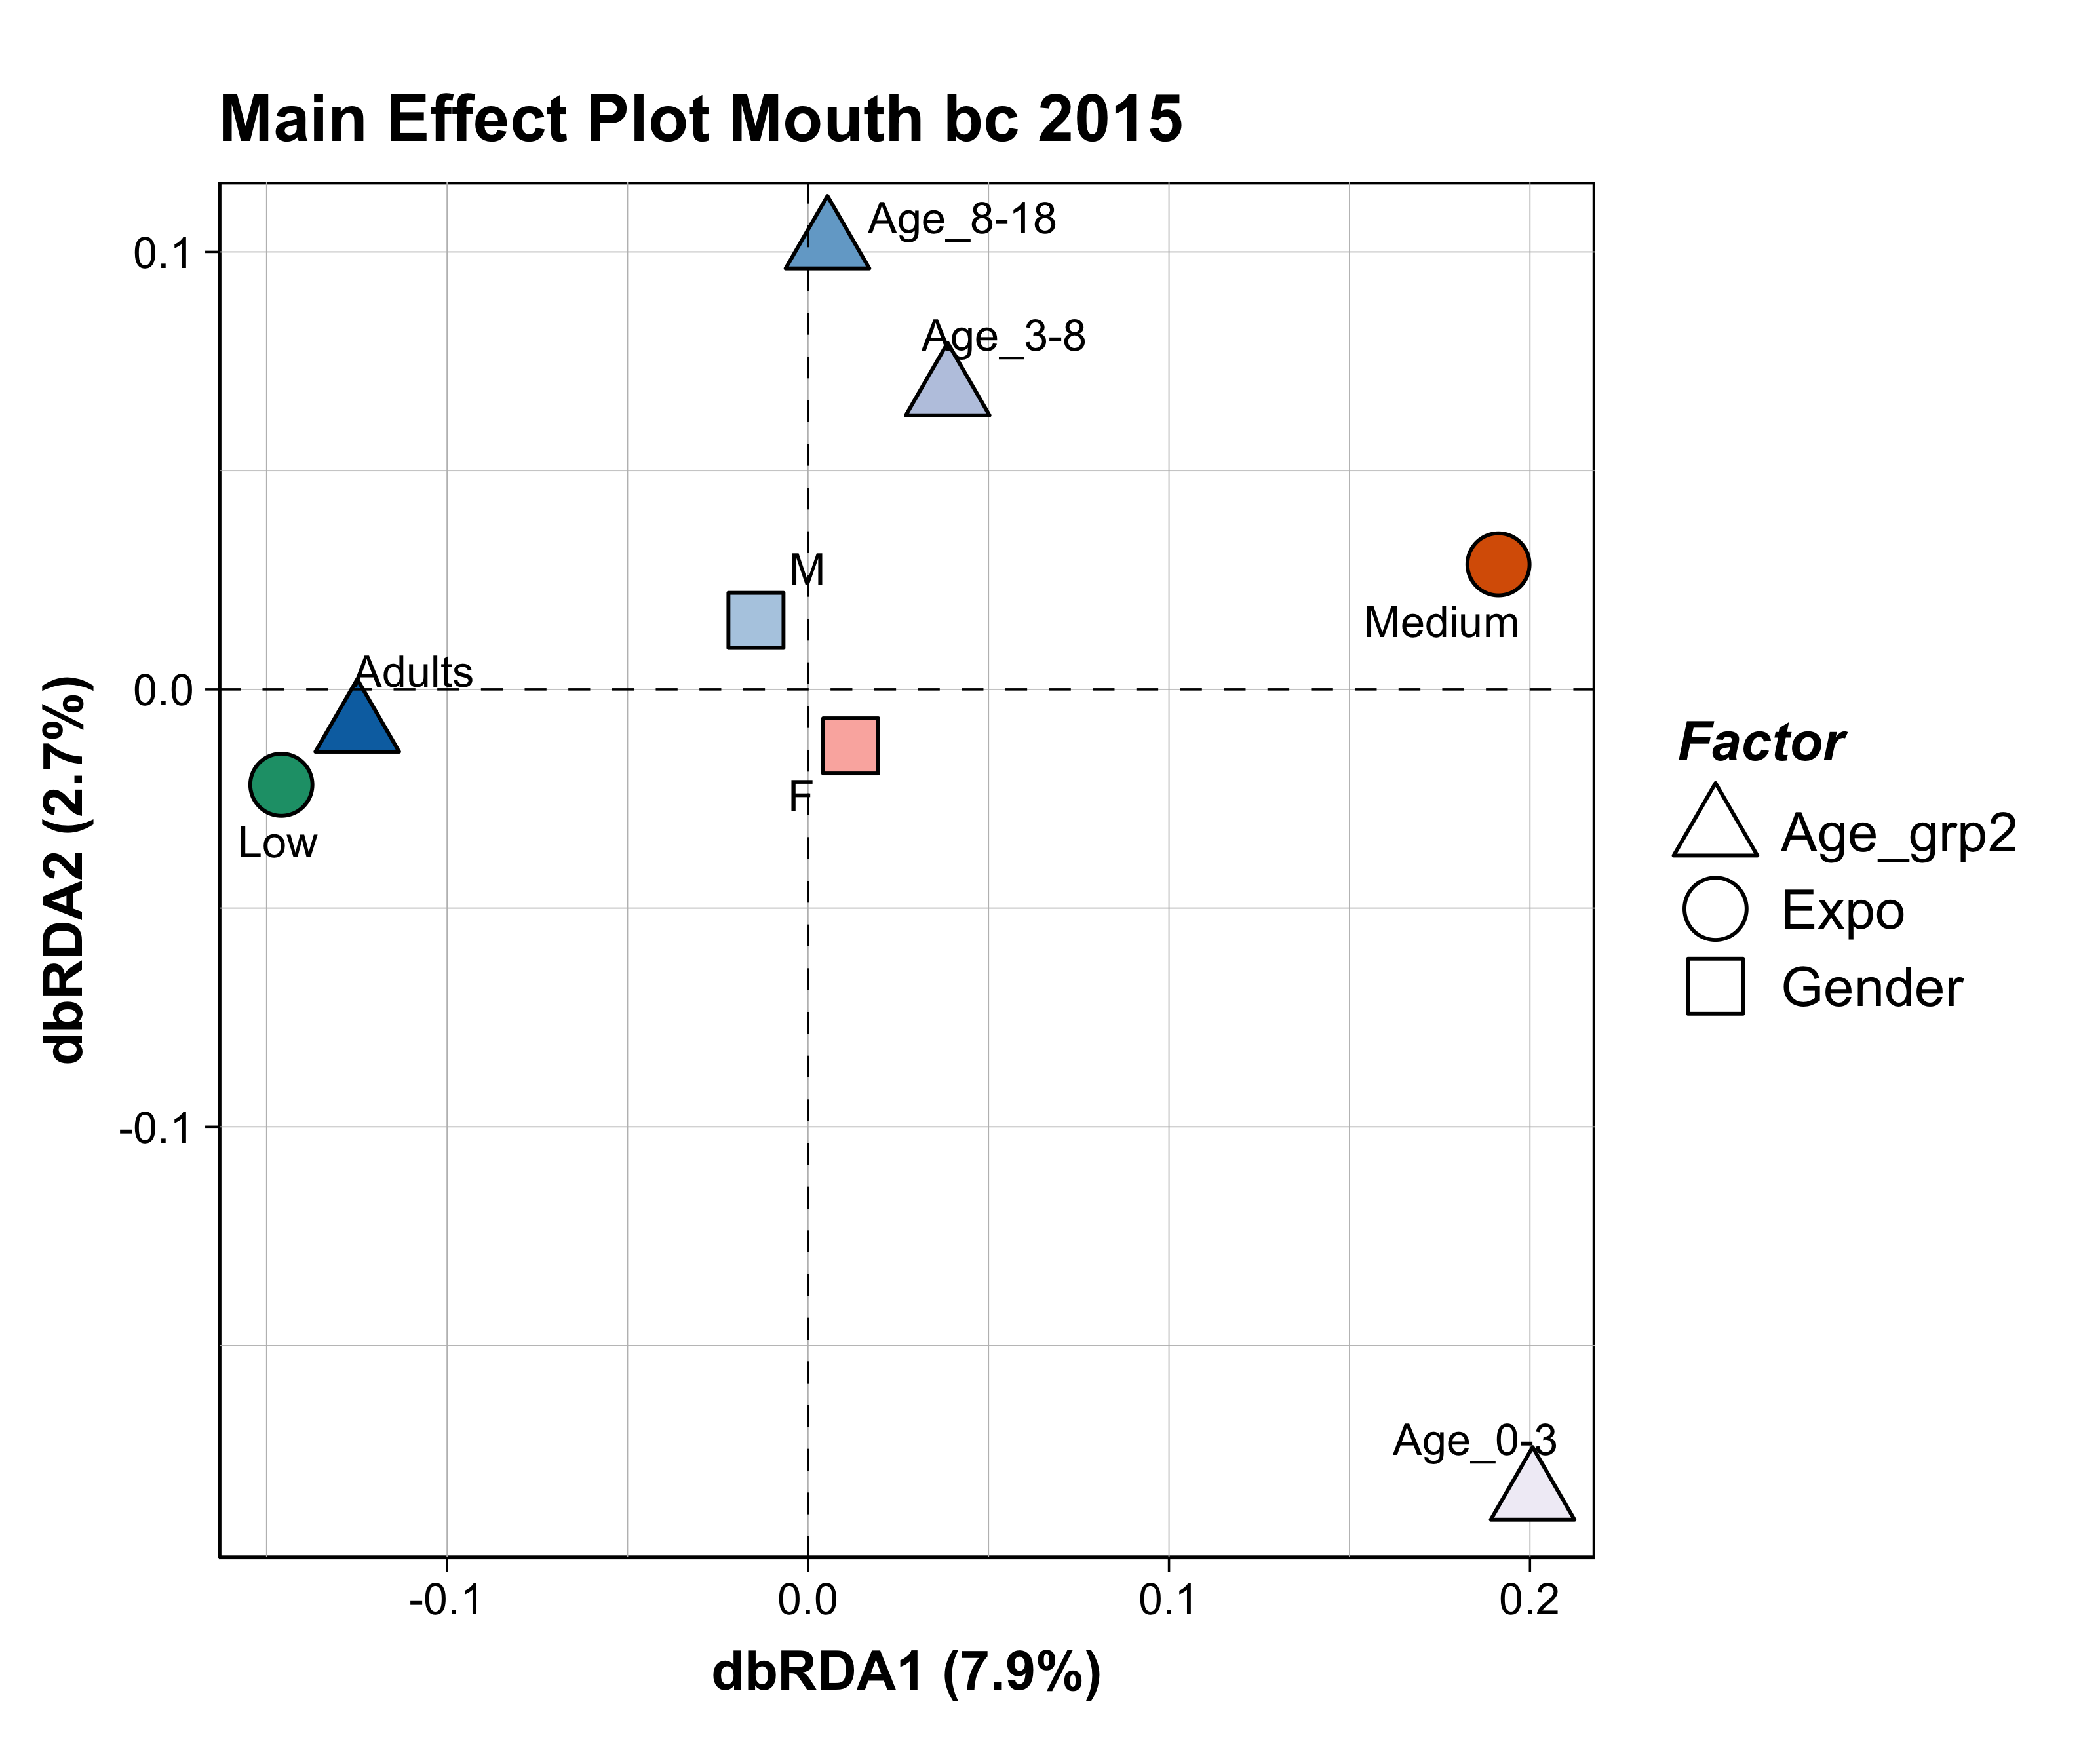 Main Effect Plot Mouth bc 2015
Age_8-18
0.1
Age_3-8
M
Medium
Adults
0.0
F
Low
-0.1
Age_0-3
-0.1
0.0
0.1
0.2
dbRDA1 (7.9%)
dbRDA2 (2.7%)
Factor
Age_grp2
Expo
Gender